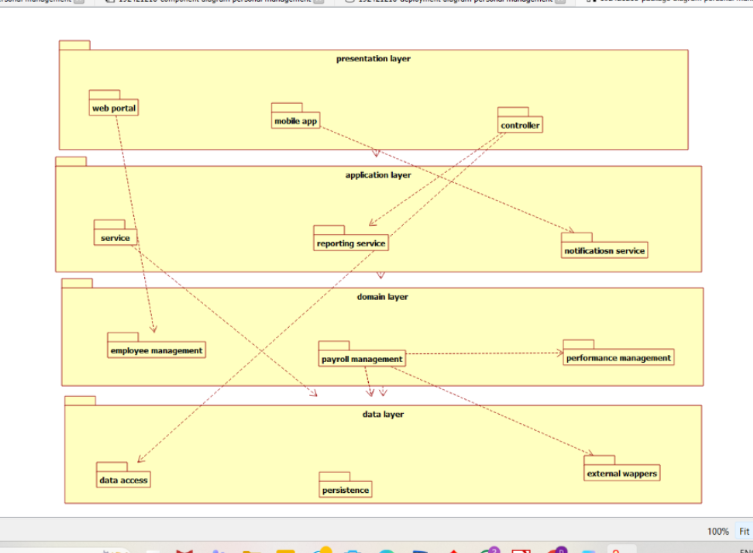 presentation layer
web portal
mobile app
controller
application layer
service
reporting service
notificatiosn service
domain layer
employee management
payroll management
performance management
data layer
data access
persistence
external wappers
100% Fit